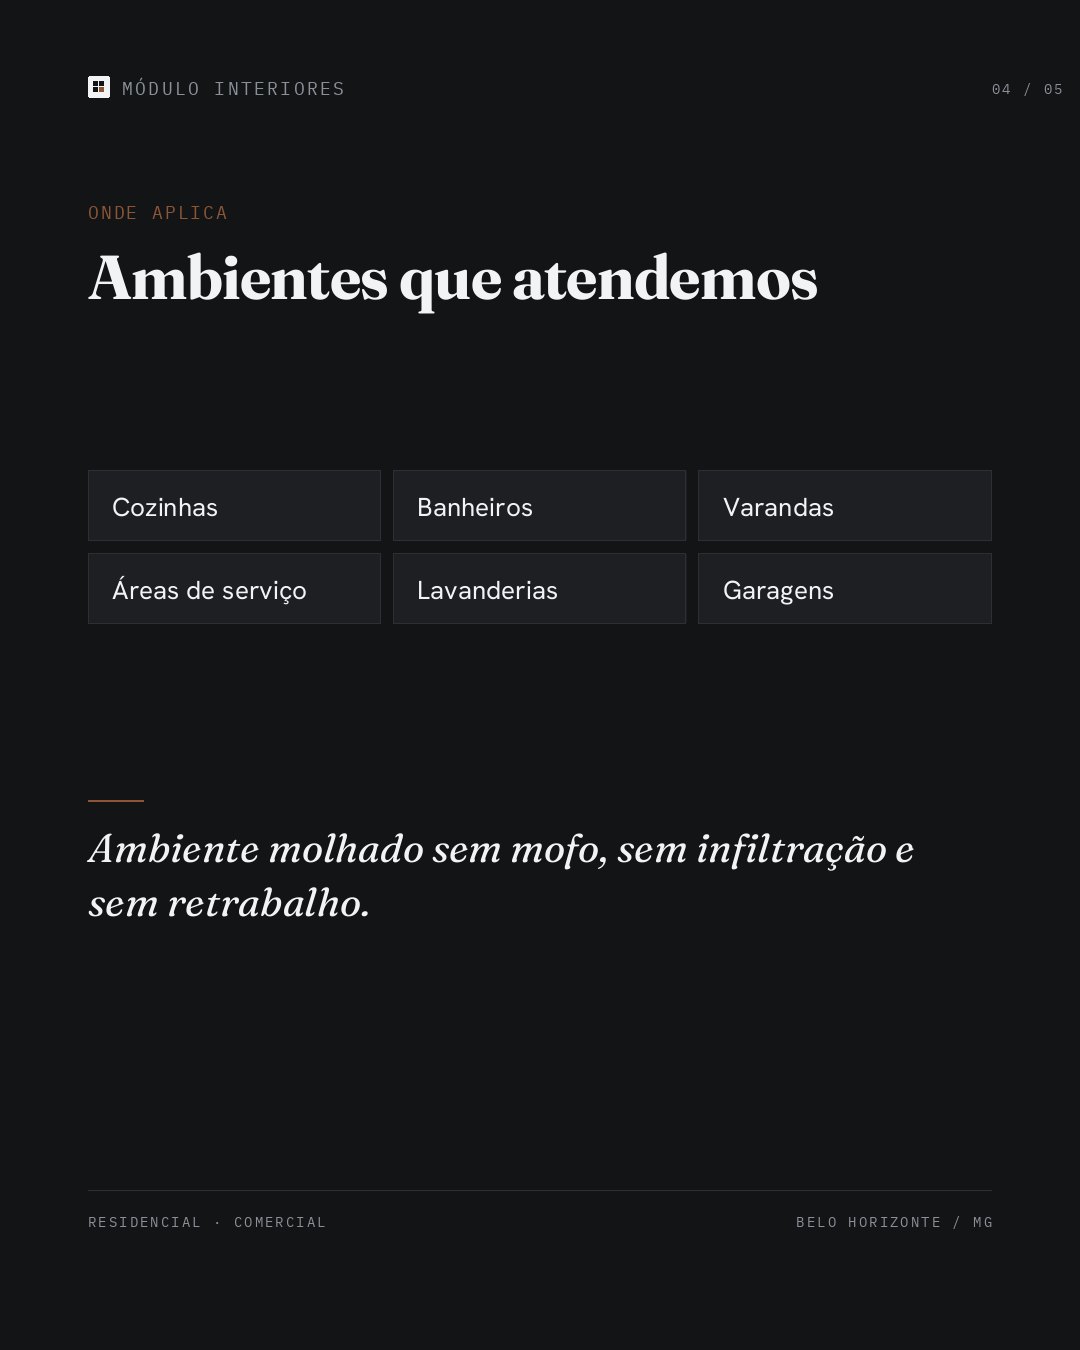 MÓDULO INTERIORES
04 / 05
ONDE APLICA
Ambientes que atendemos
Cozinhas
Banheiros
Varandas
Áreas de serviço
Lavanderias
Garagens
Ambiente molhado sem mofo, sem infiltração e
sem retrabalho.
RESIDENCIAL · COMERCIAL
BELO HORIZONTE / MG